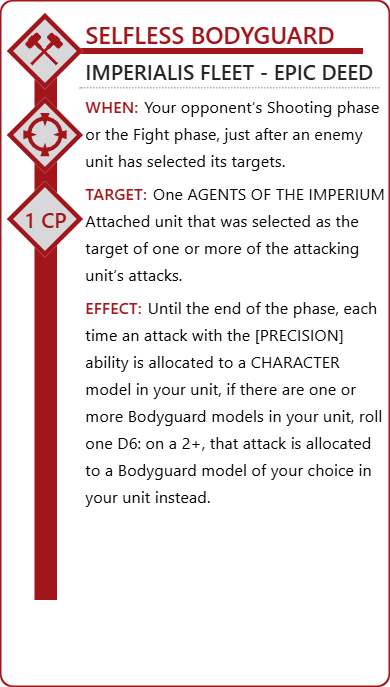 SELFLESS BODYGUARD
IMPERIALIS FLEET - EPIC DEED
WHEN: Your opponent's Shooting phase
or the Fight phase, just after an enemy
unit has selected its targets.
1 CP
TARGET: One AGENTS OF THE IMPERIUM
Attached unit that was selected as the
target of one or more of the attacking
unit's attacks.
EFFECT: Until the end of the phase, each
time an attack with the [PRECISION]
ability is allocated to a CHARACTER
model in your unit, if there are one or
more Bodyguard models in your unit, roll
one D6: on a 2+, that attack is allocated
to a Bodyguard model of your choice in
your unit instead.